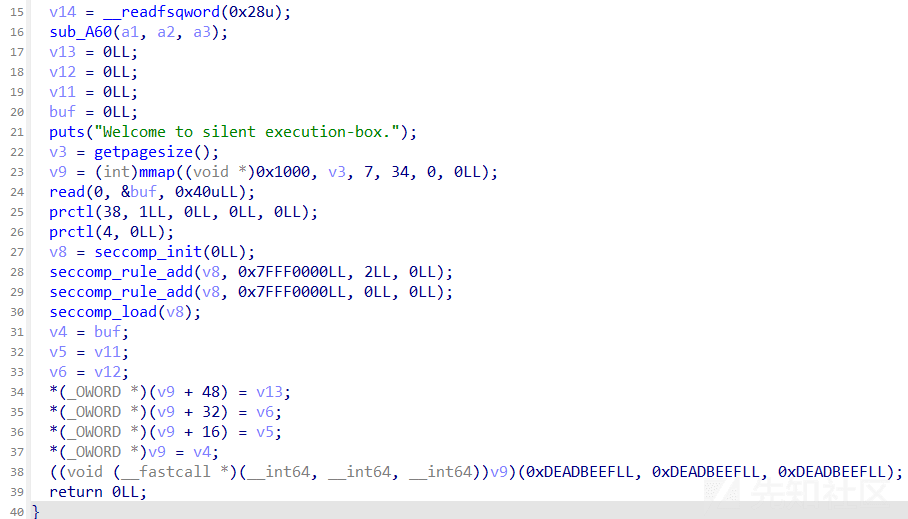 15 v14 = __readfsqword(0x28u);
16 sub_A60(a1, a2, a3);
17 v13 = 0LL;
18 v12 = 0LL;
19 v11 = 0LL;
20 buf = 0LL;
21 puts("Welcome to silent execution-box.");
22 v3 = getpagesize();
23 v9 = (int)mmap((void *)0x1000, v3, 7, 34, 0, 0LL);
24 read(0, &buf, 0x40uLL);
25 prctl(38, 1LL, 0LL, 0LL, 0LL);
26 prctl(4, 0LL);
27 v8 = seccomp_init(0LL);
28 seccomp_rule_add(v8, 0x7FFF0000LL, 2LL, 0LL);
29 seccomp_rule_add(v8, 0x7FFF0000LL, 0LL, 0LL);
30 seccomp_load(v8);
31 v4 = buf;
32 v5 = v11;
33 v6 = v12;
34 *(_OWORD *)(v9 + 48) = v13;
35 *(_OWORD *)(v9 + 32) = v6;
36 *(_OWORD *)(v9 + 16) = v5;
37 *(_OWORD *)v9 = v4;
38 ((void (__fastcall *)(__int64, __int64, __int64))v9)(0xDEADBEEFLL, 0xDEADBEEFLL, 0xDEADBEEFLL);
39 return 0LL;
40 }
先知社区